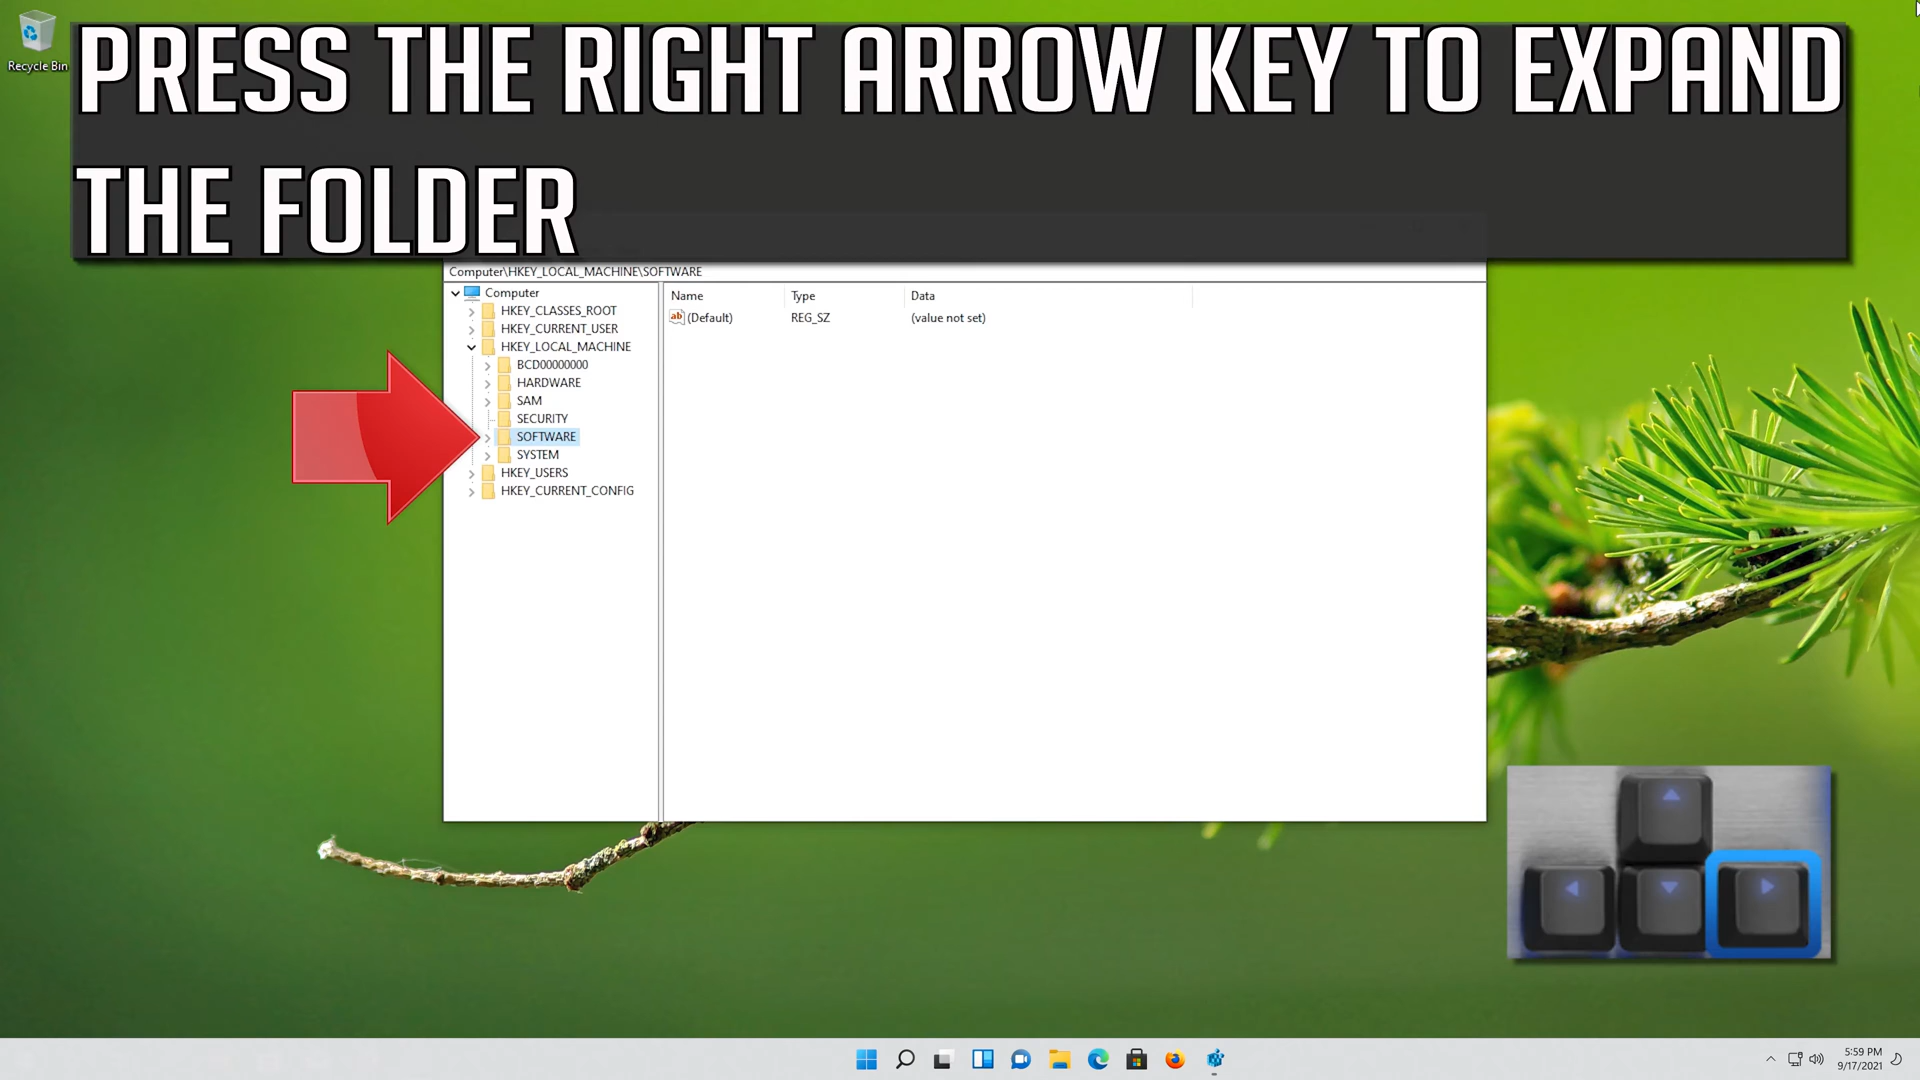 Recycle Bin
PRESS THE RIGHT ARROW KEY TO EXPAND
THE FOLDER
Computer\HKEY_LOCAL_MACHINE\SOFTWARE
Computer
HKEY_CLASSES_ROOT
HKEY_CURRENT_USER
HKEY_LOCAL_MACHINE
BCD00000000
HARDWARE
SAM
SECURITY
SOFTWARE
SYSTEM
HKEY_USERS
HKEY_CURRENT_CONFIG
Name Type Data
ab (Default) REG_SZ (value not set)
5:59 PM
9/17/2021